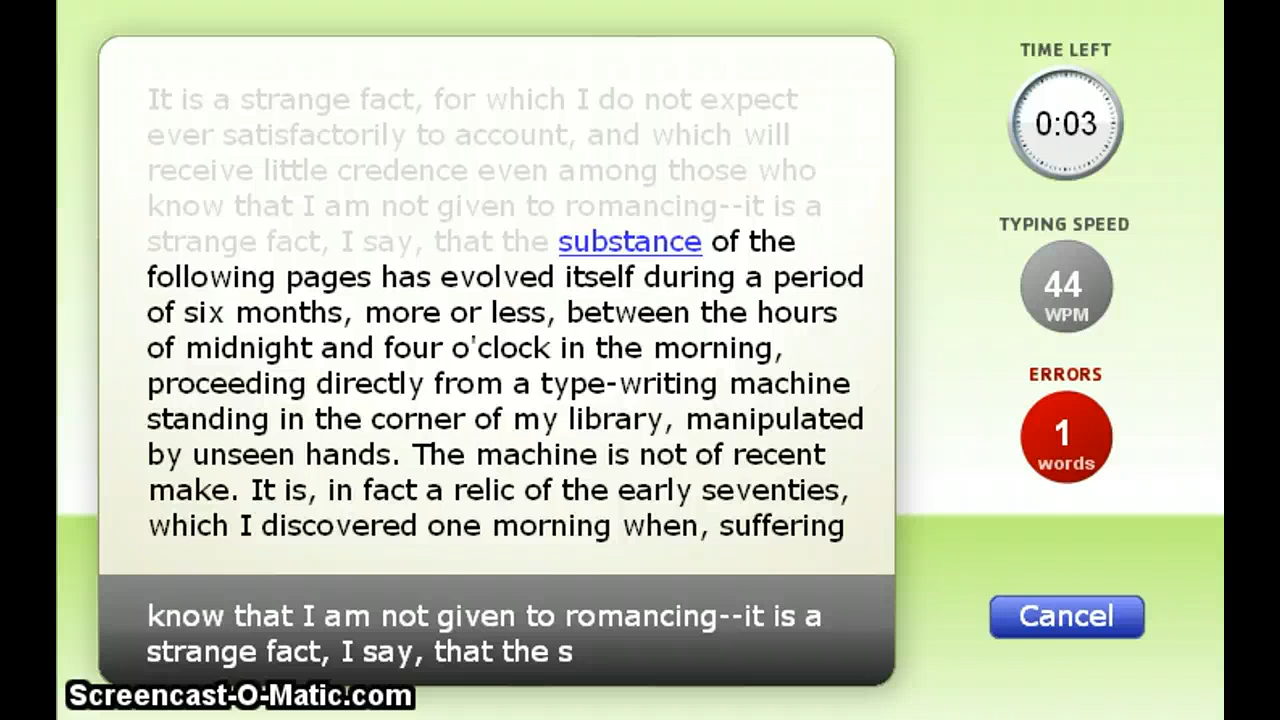 It is a strange fact, for which I do not expect
ever satisfactorily to account, and which will
receive little credence even among those who
know that I am not given to romancing--it is a
strange fact, I say, that the substance of the
following pages has evolved itself during a period
of six months, more or less, between the hours
of midnight and four o'clock in the morning,
proceeding directly from a type-writing machine
standing in the corner of my library, manipulated
by unseen hands. The machine is not of recent
make. It is, in fact a relic of the early seventies,
which I discovered one morning when, suffering
know that I am not given to romancing--it is a
strange fact, I say, that the s
TIME LEFT
0:03
TYPING SPEED
44
WPM
ERRORS
1
words
Cancel
Screencast-O-Matic.com